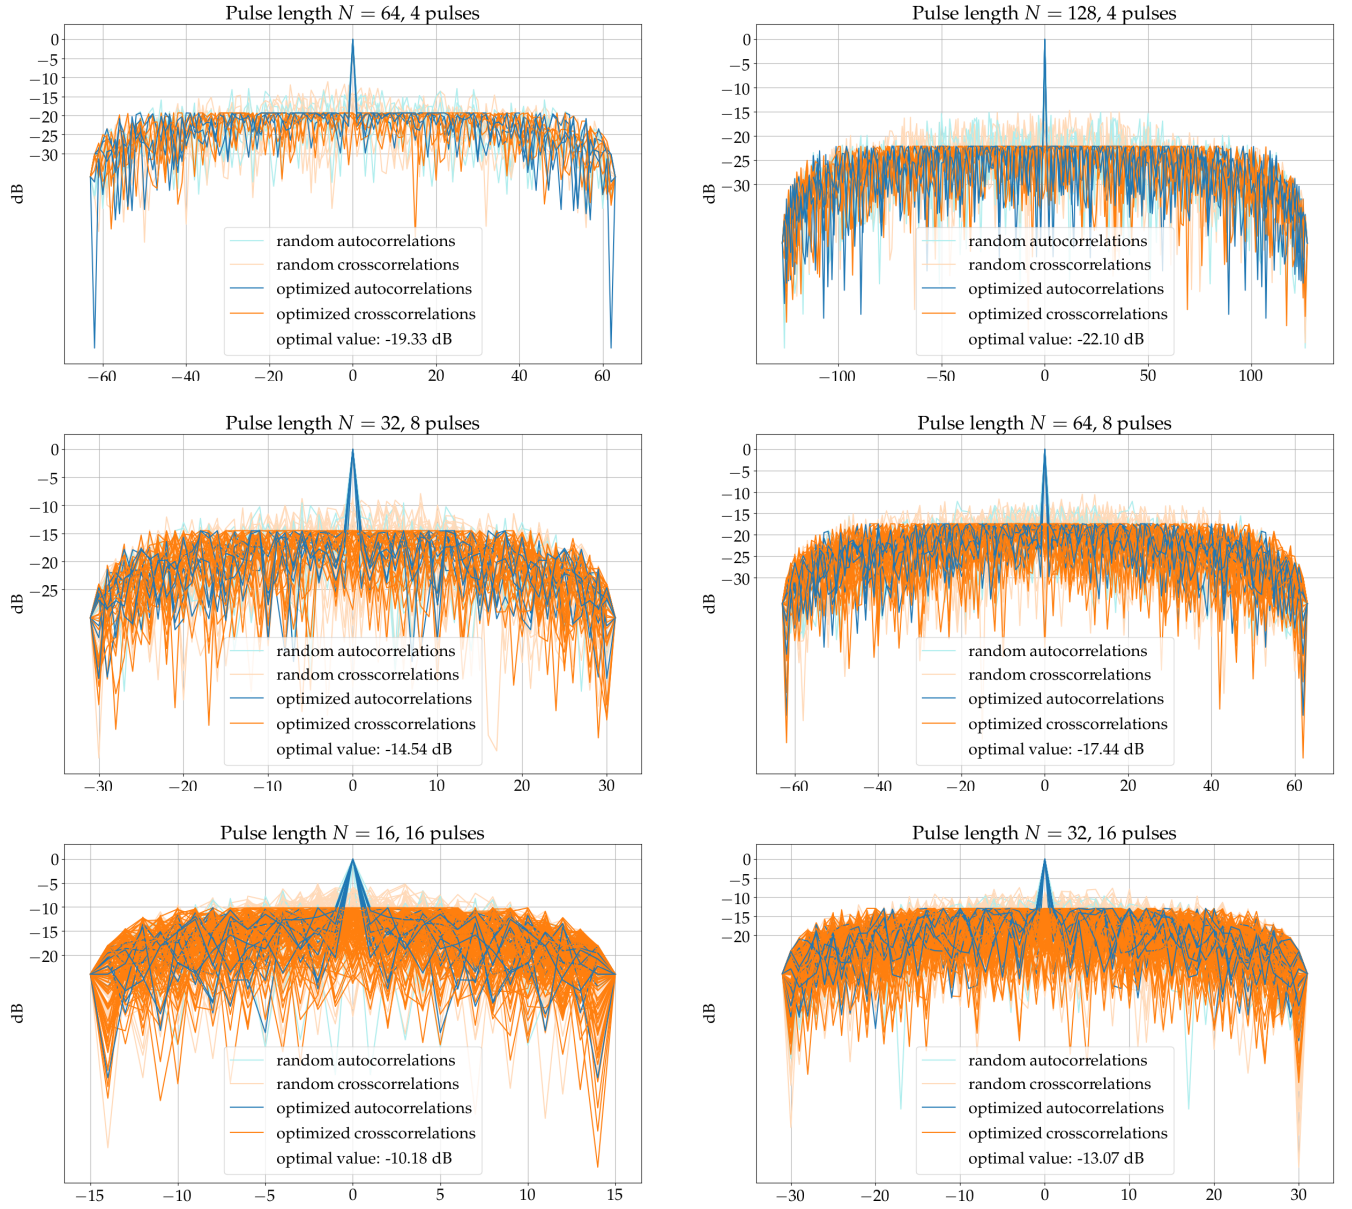 Pulse length N = 64, 4 pulses
0
−5
−10
−15
−20
−25
−30
dB
random autocorrelations
random crosscorrelations
optimized autocorrelations
optimized crosscorrelations
optimal value: -19.33 dB
−60 −40 −20 0 20 40 60
Pulse length N = 128, 4 pulses
0
−5
−10
−15
−20
−25
−30
dB
random autocorrelations
random crosscorrelations
optimized autocorrelations
optimized crosscorrelations
optimal value: -22.10 dB
−100 −50 0 50 100
Pulse length N = 32, 8 pulses
0
−5
−10
−15
−20
−25
dB
random autocorrelations
random crosscorrelations
optimized autocorrelations
optimized crosscorrelations
optimal value: -14.54 dB
−30 −20 −10 0 10 20 30
Pulse length N = 64, 8 pulses
0
−5
−10
−15
−20
−25
−30
dB
random autocorrelations
random crosscorrelations
optimized autocorrelations
optimized crosscorrelations
optimal value: -17.44 dB
−60 −40 −20 0 20 40 60
Pulse length N = 16, 16 pulses
0
−5
−10
−15
−20
dB
random autocorrelations
random crosscorrelations
optimized autocorrelations
optimized crosscorrelations
optimal value: -10.18 dB
−15 −10 −5 0 5 10 15
Pulse length N = 32, 16 pulses
0
−5
−10
−15
−20
dB
random autocorrelations
random crosscorrelations
optimized autocorrelations
optimized crosscorrelations
optimal value: -13.07 dB
−30 −20 −10 0 10 20 30